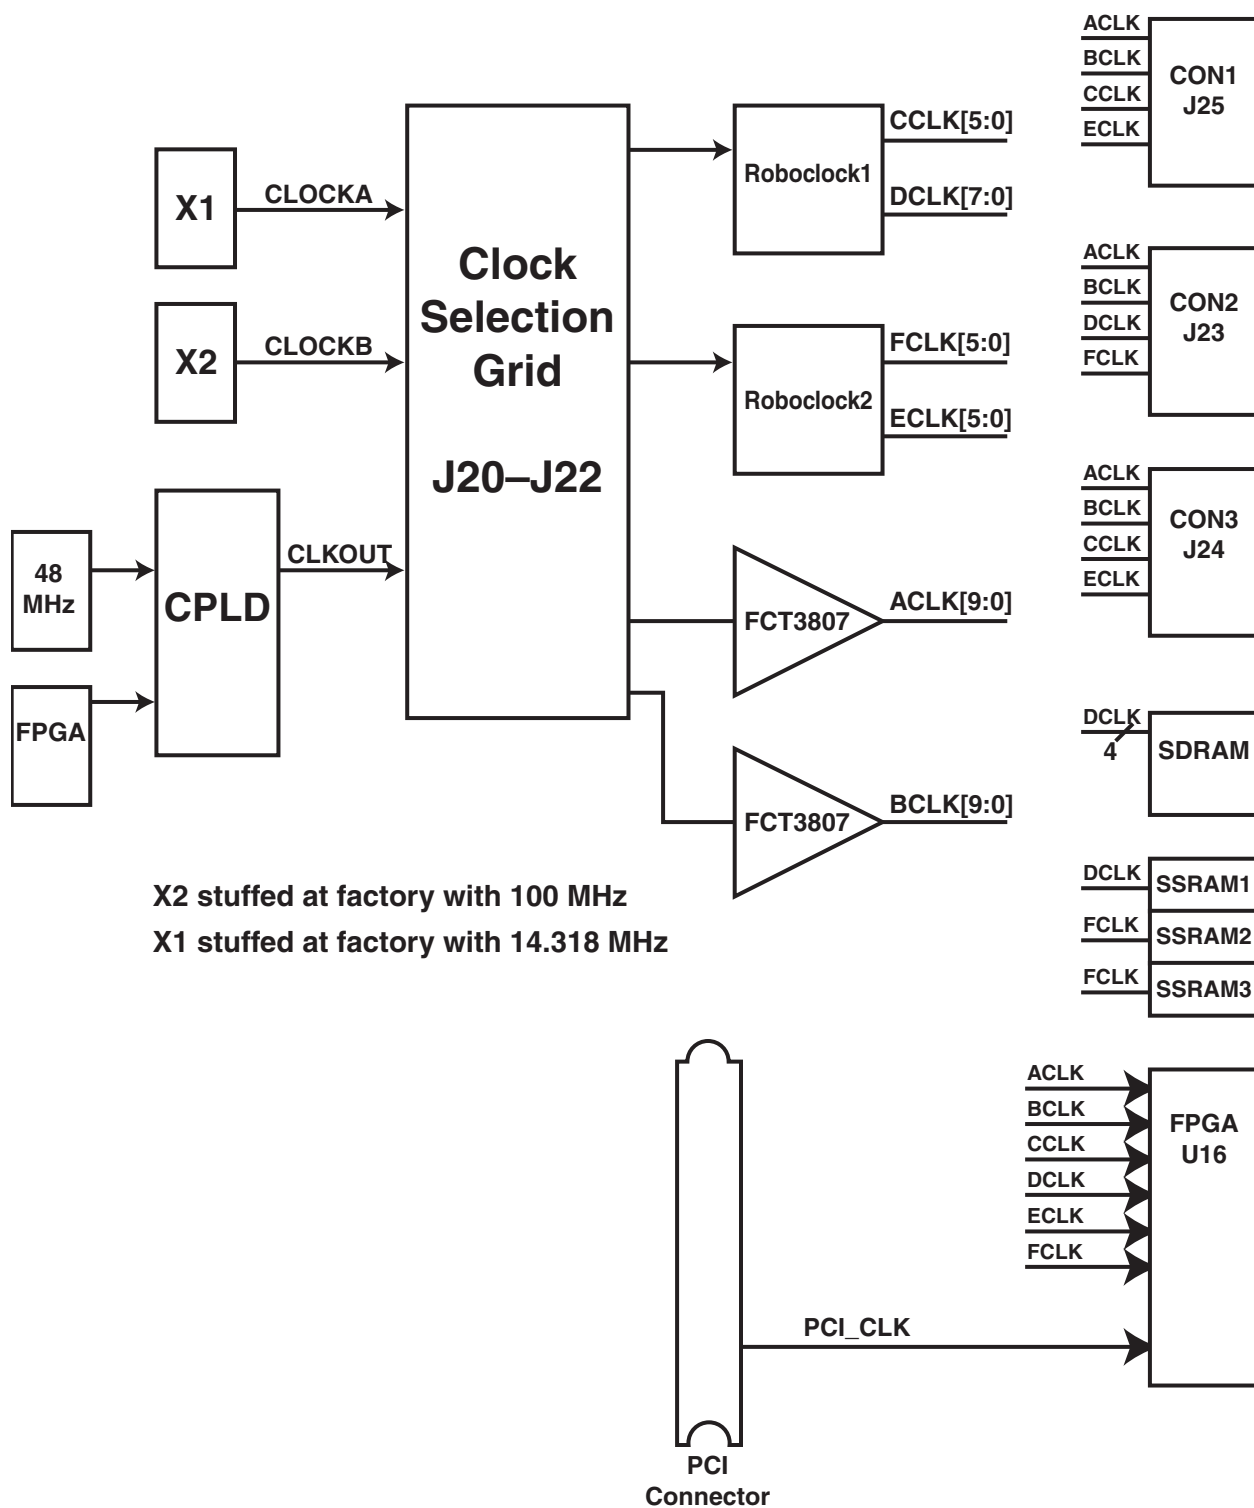 X1
CLOCKA
X2
CLOCKB
48
MHz
FPGA
CPLD
CLKOUT
Clock
Selection
Grid
J20–J22
Roboclock1
CCLK[5:0]
DCLK[7:0]
Roboclock2
FCLK[5:0]
ECLK[5:0]
FCT3807
ACLK[9:0]
FCT3807
BCLK[9:0]
X2 stuffed at factory with 100 MHz
X1 stuffed at factory with 14.318 MHz
ACLK
BCLK
CCLK
ECLK
CON1
J25
ACLK
BCLK
DCLK
FCLK
CON2
J23
ACLK
BCLK
CCLK
ECLK
CON3
J24
DCLK
4
SDRAM
DCLK
SSRAM1
FCLK
SSRAM2
FCLK
SSRAM3
ACLK
BCLK
CCLK
DCLK
ECLK
FCLK
FPGA
U16
PCI_CLK
PCI
Connector